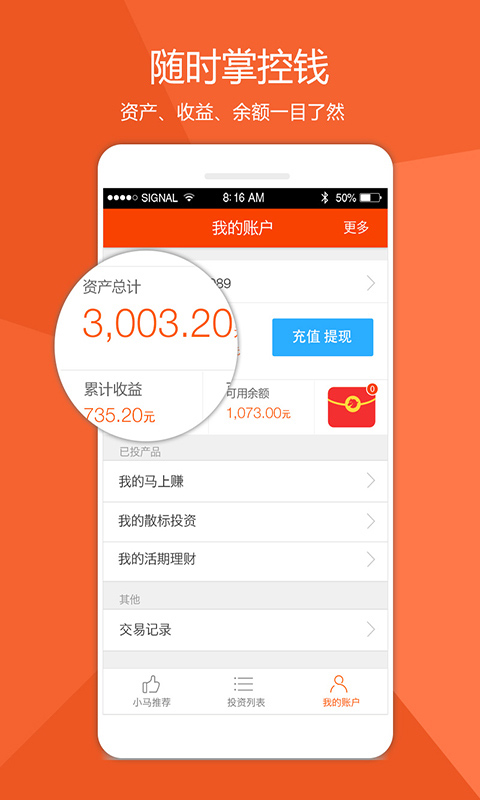 随时掌控钱
资产、收益、余额一目了然
SIGNAL 8:16 AM 50%
我的账户 更多
089
资产总计
3,003.20元
充值 提现
累计收益
735.20元
可用余额
1,073.00元
0
已投产品
我的马上赚
我的散标投资
我的活期理财
其他
交易记录
小马推荐 投资列表 我的账户